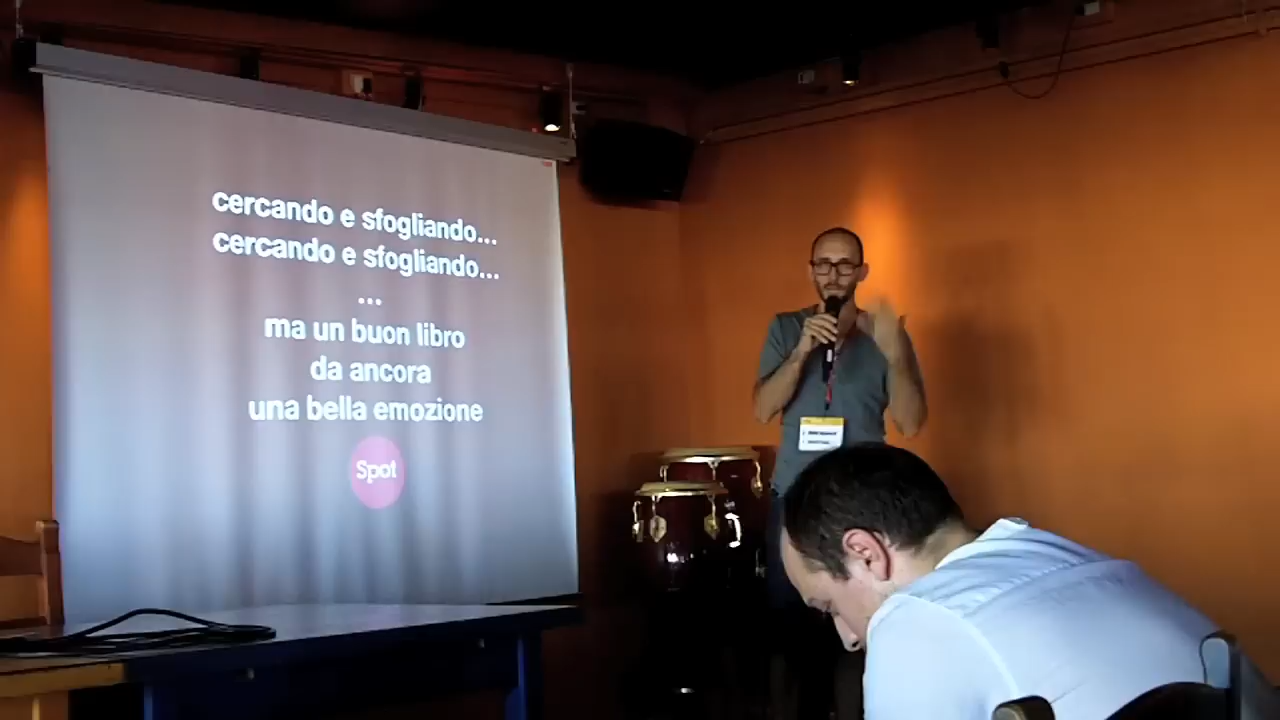 cercando e sfogliando...
cercando e sfogliando...
...
ma un buon libro
da ancora
una bella emozione
Spot